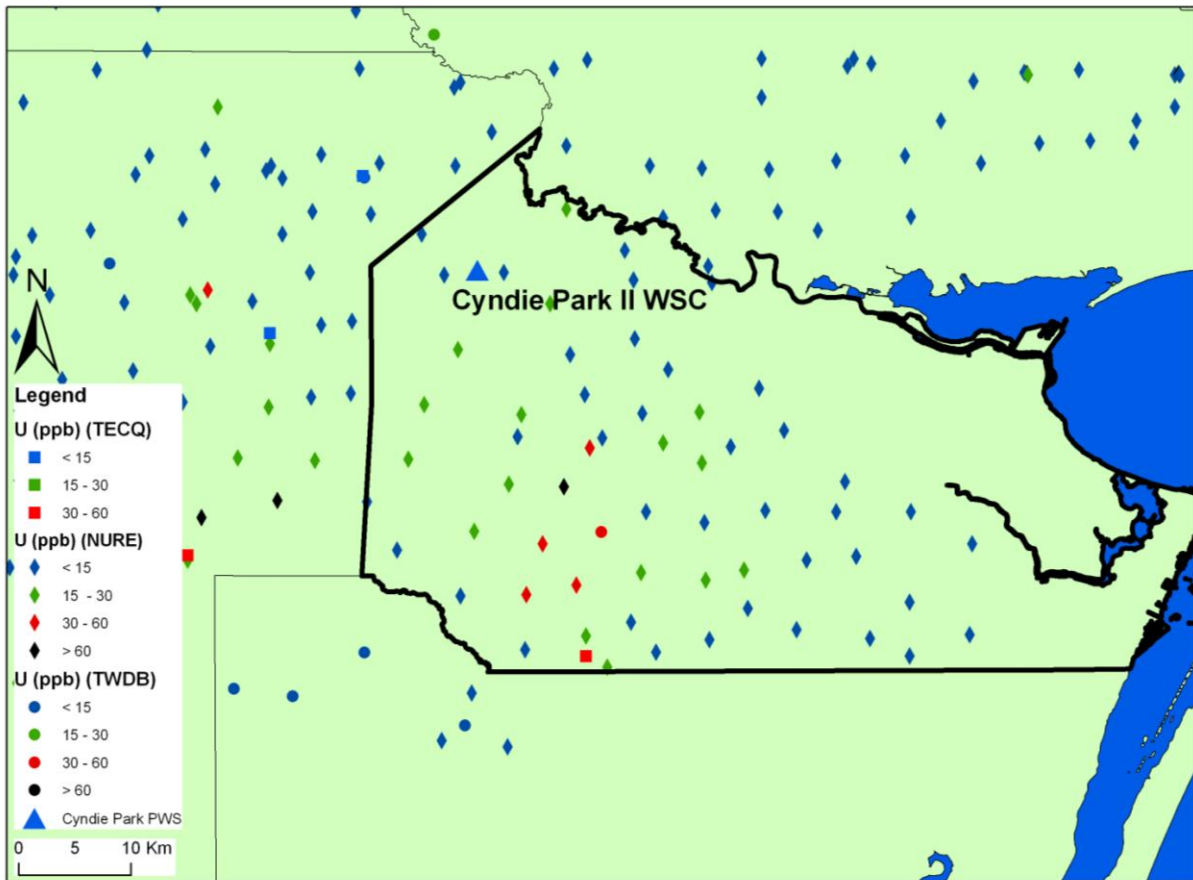 N
Cyndie Park II WSC
Legend
U (ppb) (TECQ)
< 15
15 - 30
30 - 60
U (ppb) (NURE)
< 15
15 - 30
30 - 60
> 60
U (ppb) (TWDB)
< 15
15 - 30
30 - 60
> 60
Cyndie Park PWS
0 5 10 Km